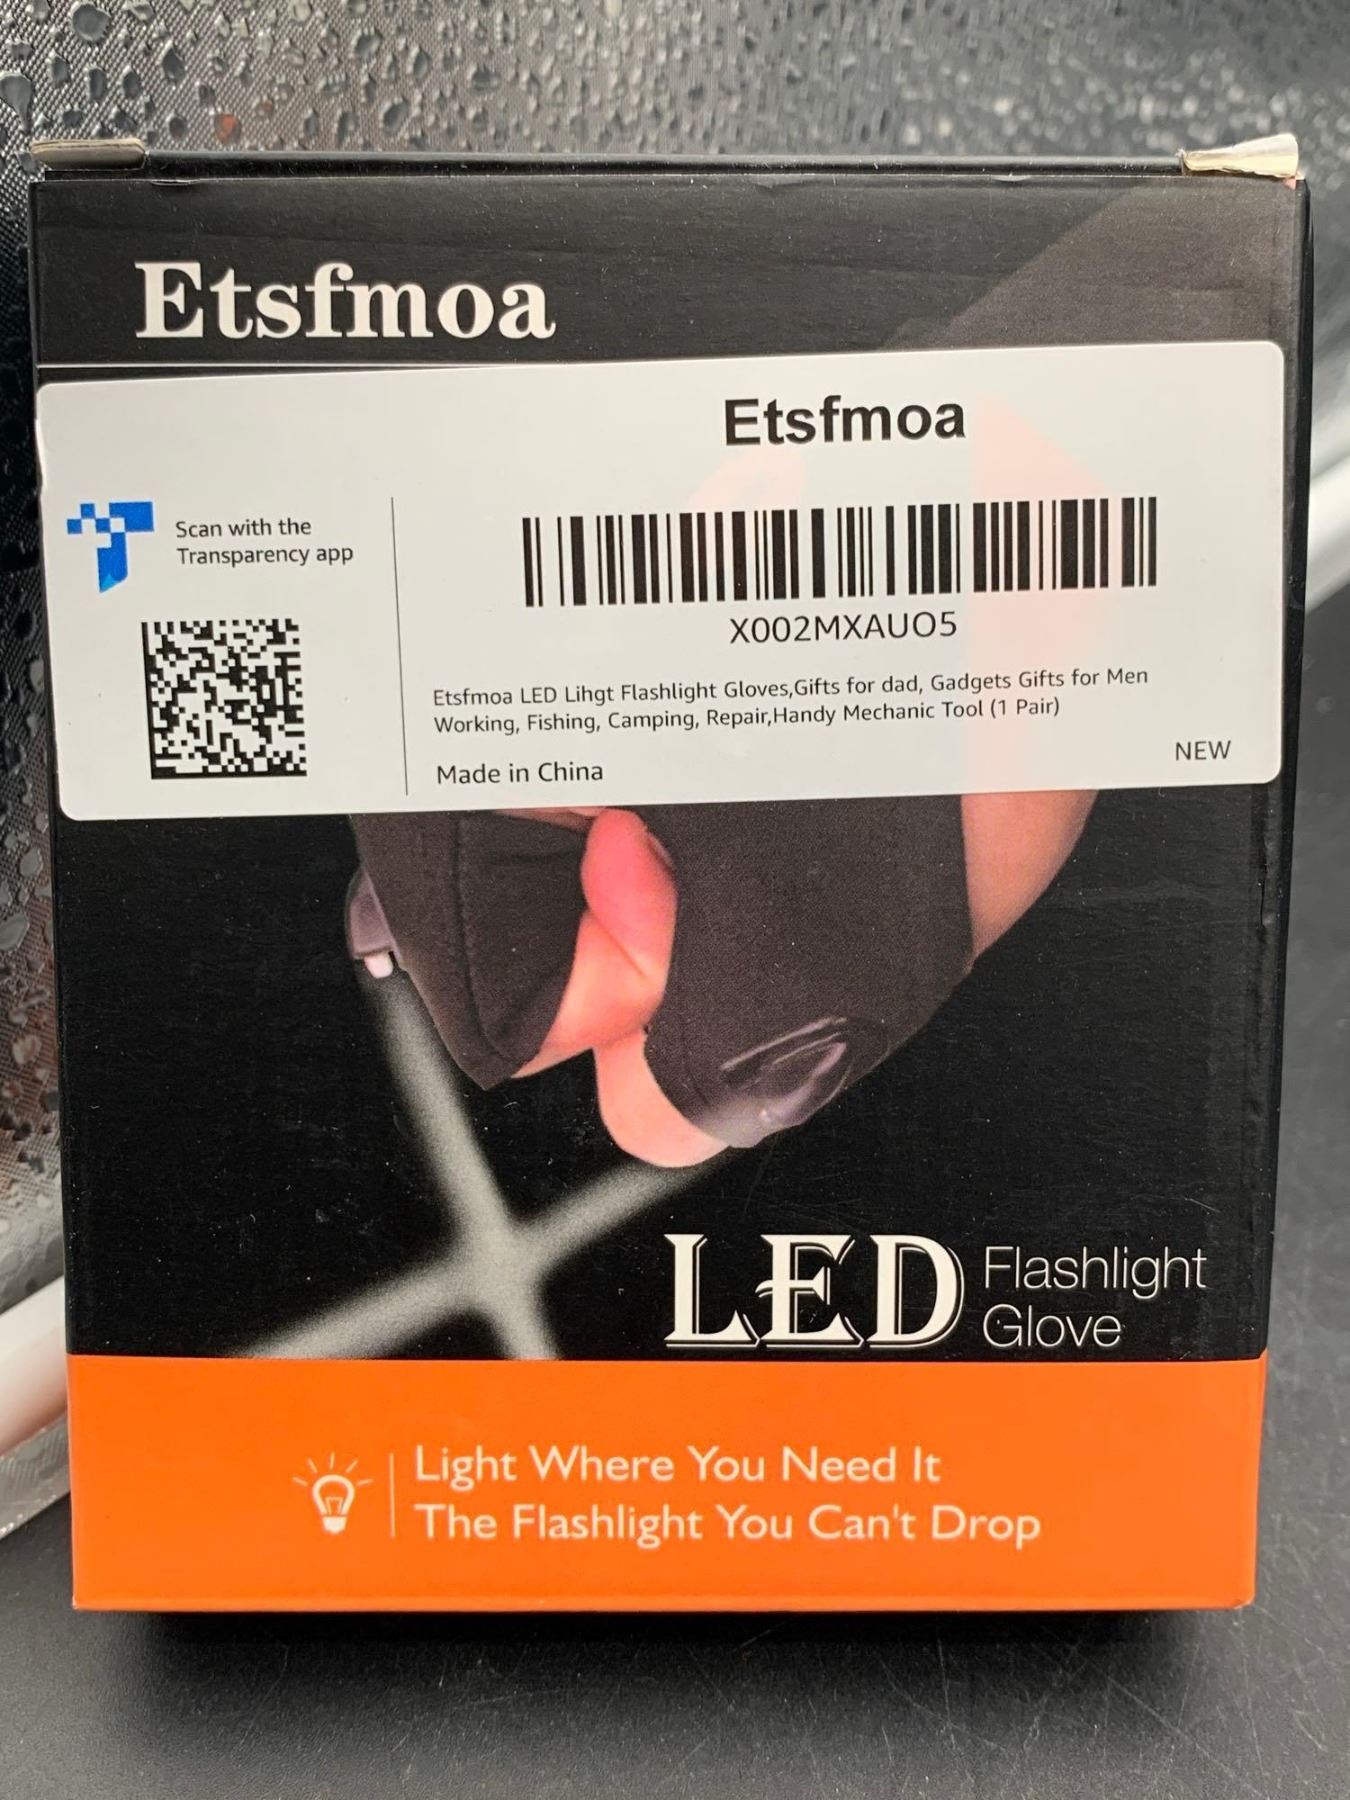 Etsfmoa
Etsfmoa
Scan with the
Transparency app
X002MXAUO5
Etsfmoa LED Lihgt Flashlight Gloves,Gifts for dad, Gadgets Gifts for Men
Working, Fishing, Camping, Repair,Handy Mechanic Tool (1 Pair)
NEW
Made in China
LED Flashlight
Glove
Light Where You Need It
The Flashlight You Can't Drop